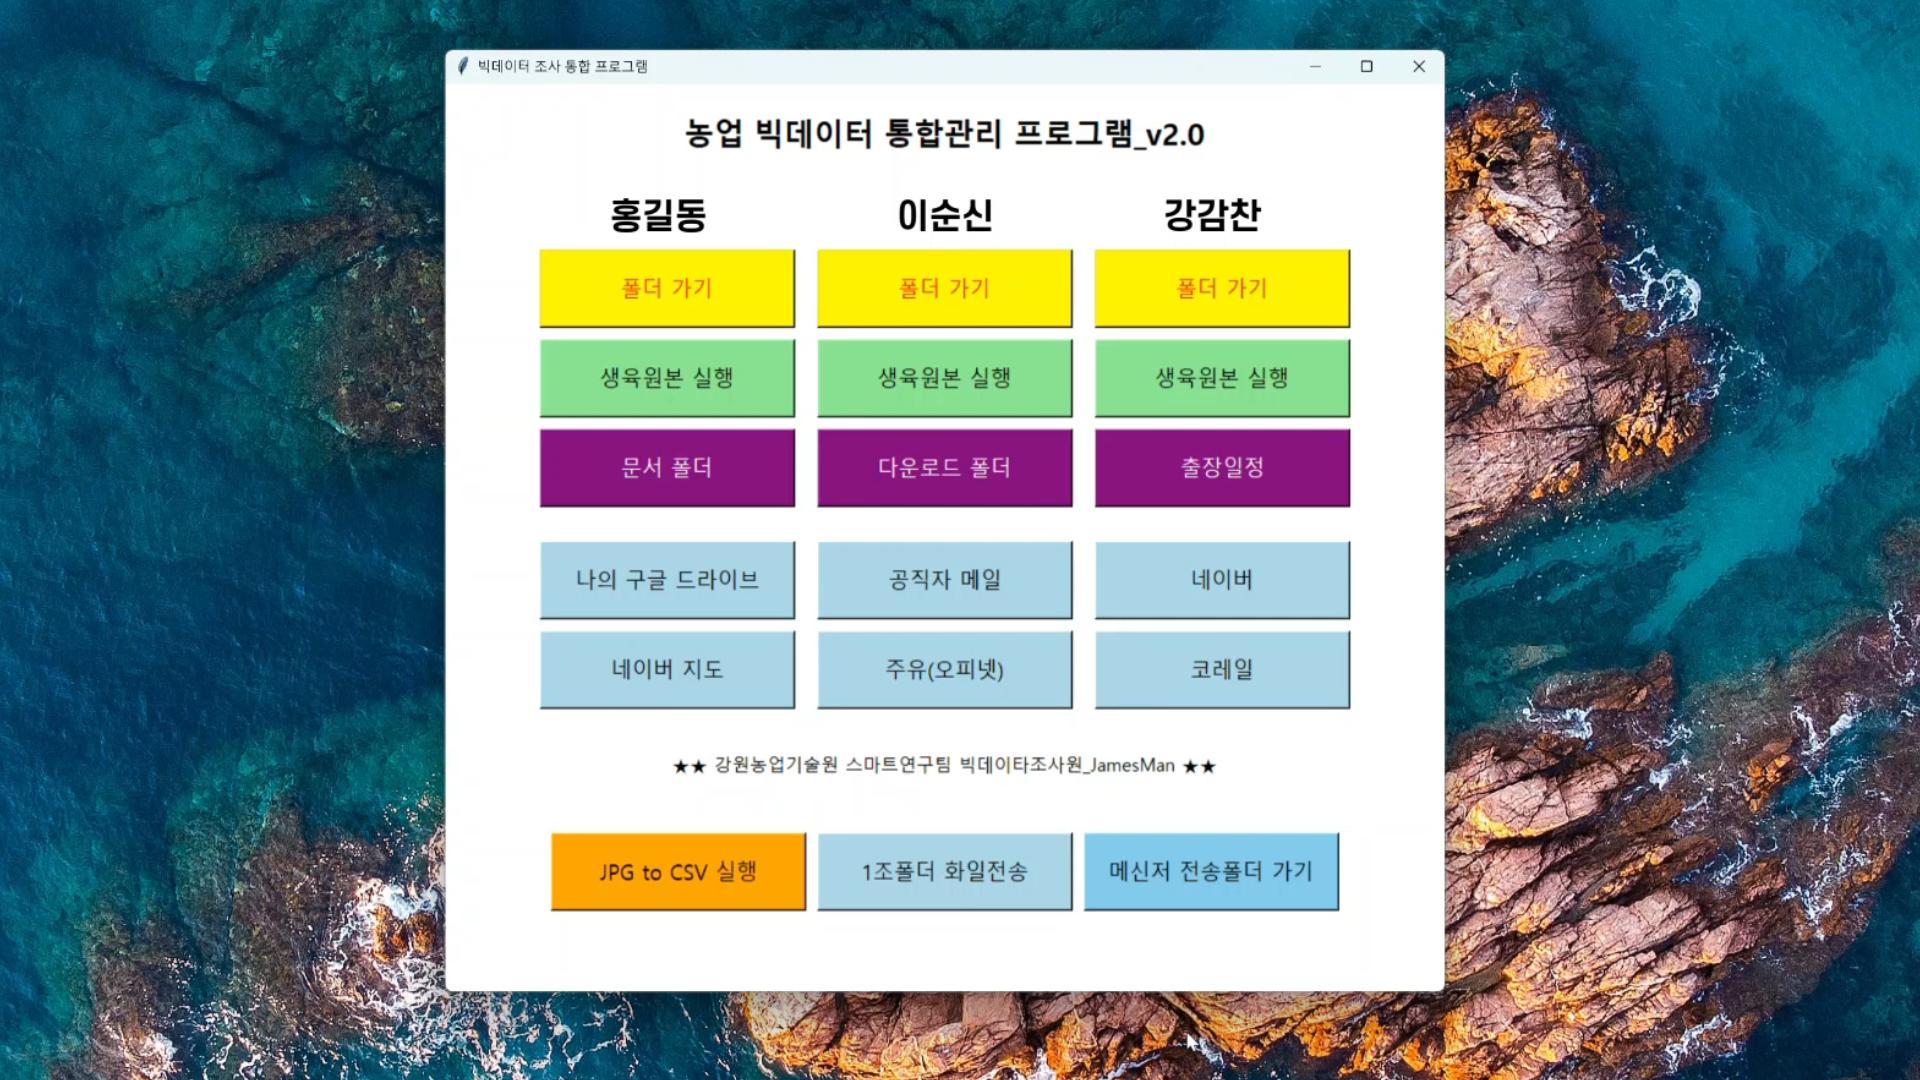 빅데이터 조사 통합 프로그램
농업 빅데이터 통합관리 프로그램_v2.0
홍길동 이순신 강감찬
폴더 가기 폴더 가기 폴더 가기
생육원본 실행 생육원본 실행 생육원본 실행
문서 폴더 다운로드 폴더 출장일정
나의 구글 드라이브 공직자 메일 네이버
네이버 지도 주유(오피넷) 코레일
★★ 강원농업기술원 스마트연구팀 빅데이타조사원_JamesMan ★★
JPG to CSV 실행 1조폴더 화일전송 메신저 전송폴더 가기